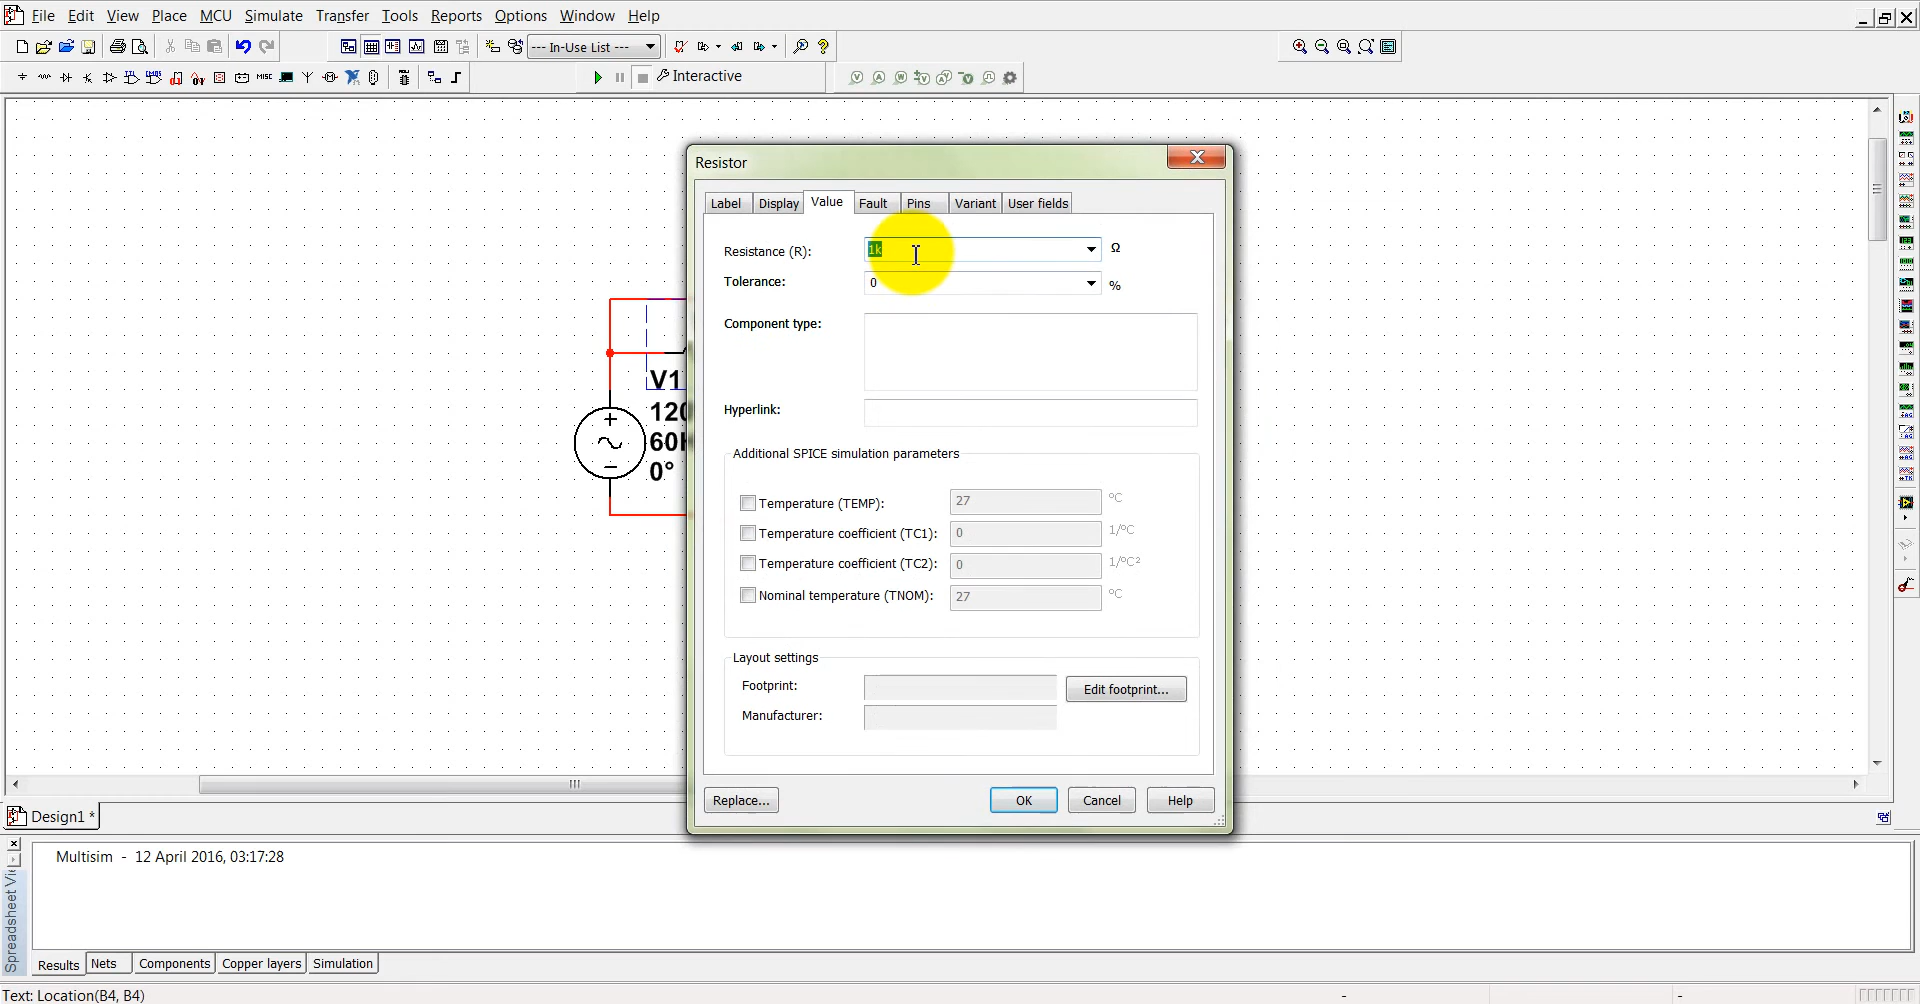 File Edit View Place MCU Simulate Transfer Tools Reports Options Window Help
--- In-Use List ---
MISC Interactive
Resistor
Label Display Value Fault Pins Variant User fields
Resistance (R): 1k Ω
Tolerance: 0 %
Component type:
V1
120
60H
0°
Hyperlink:
Additional SPICE simulation parameters
Temperature (TEMP): 27 °C
Temperature coefficient (TC1): 0 1/°C
Temperature coefficient (TC2): 0 1/°C²
Nominal temperature (TNOM): 27 °C
Layout settings
Footprint: Edit footprint...
Manufacturer:
Replace... OK Cancel Help
Design1 *
Multisim - 12 April 2016, 03:17:28
Spreadsheet Vi
Results Nets Components Copper layers Simulation
Text: Location(B4, B4) - -